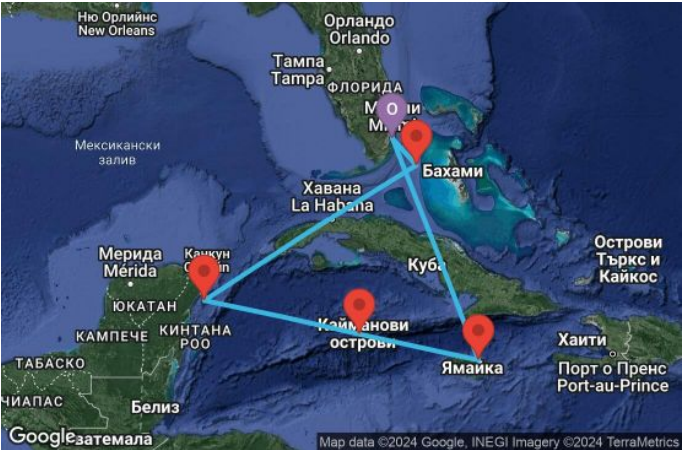 Ню Орлийнс
New Orleans
Орландо
Orlando
Тампа
Tampa
ФЛОРИДА
O
Мексикански
залив
Бахами
Хавана
La Habana
Мерида
Mérida
Канкун
Острови
Търкс и
Кайкос
Куба
ЮКАТАН
КАМПЕЧЕ
КИНТАНА
РОО
Кайманови
острови
Хаити
ТАБАСКО
Ямайка
Порт о Пренс
Port-au-Prince
ЧИАПАС
Белиз
Google
Map data ©2024 Google, INEGI Imagery ©2024 TerraMetrics